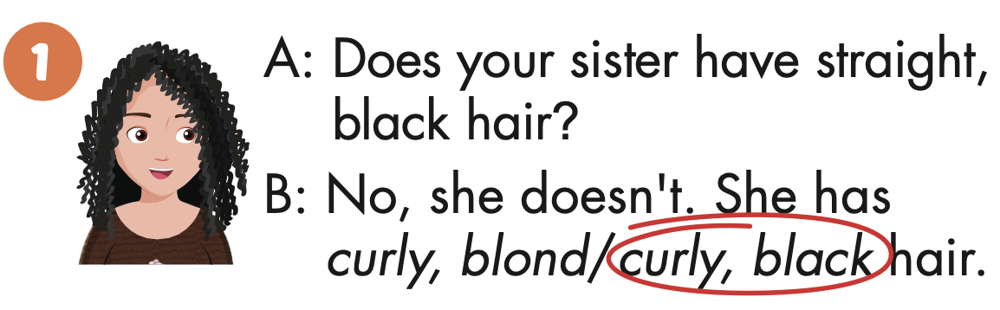 1
A: Does your sister have straight,
black hair?
B: No, she doesn't. She has
curly, blond/curly, black hair.